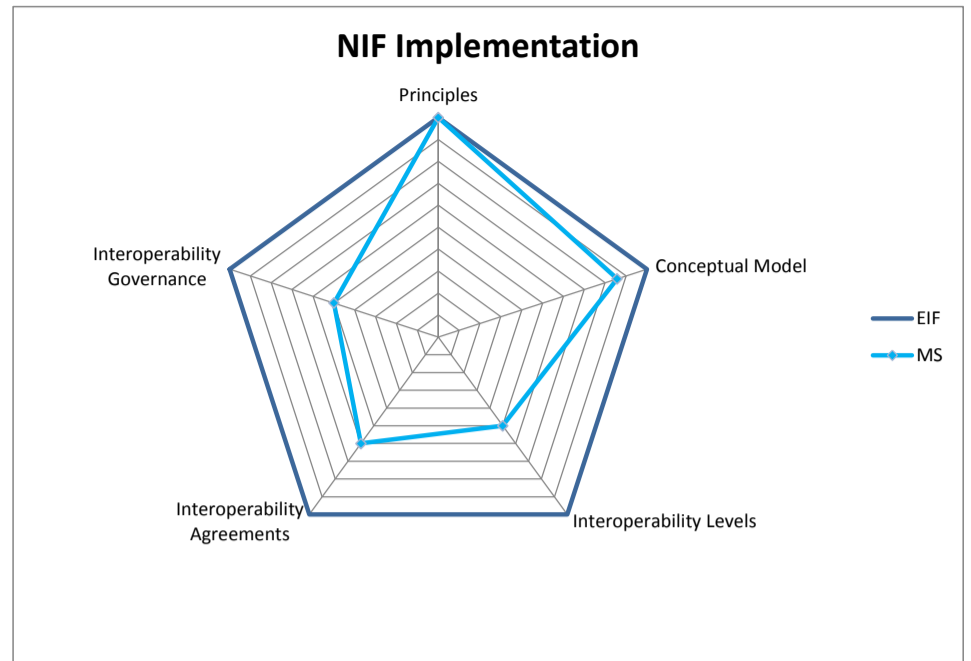 NIF Implementation
Principles
Interoperability
Governance
Conceptual Model
EIF
MS
Interoperability
Agreements
Interoperability Levels